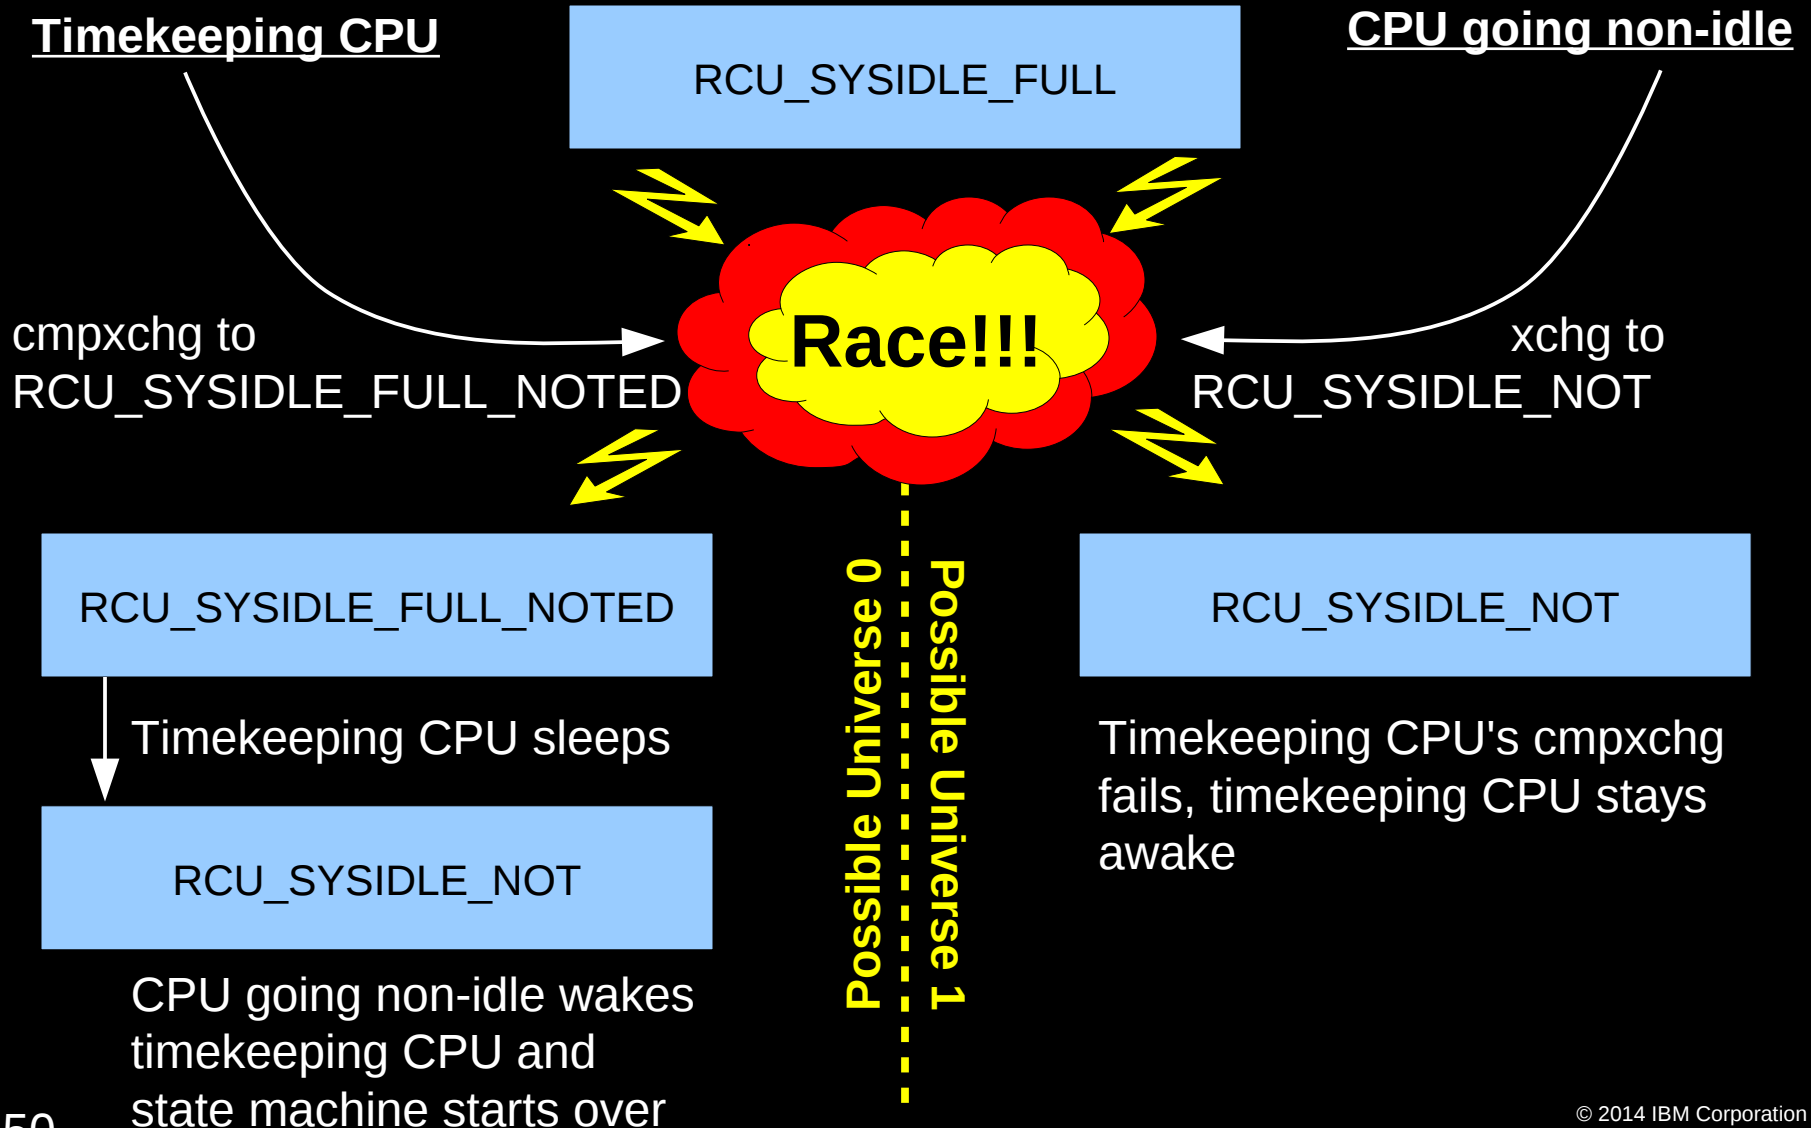 Timekeeping CPU
RCU_SYSIDLE_FULL
CPU going non-idle
Race!!!
cmpxchg to
RCU_SYSIDLE_FULL_NOTED
xchg to
RCU_SYSIDLE_NOT
RCU_SYSIDLE_FULL_NOTED
Timekeeping CPU sleeps
RCU_SYSIDLE_NOT
CPU going non-idle wakes
timekeeping CPU and
state machine starts over
Possible Universe 0
Possible Universe 1
RCU_SYSIDLE_NOT
Timekeeping CPU's cmpxchg
fails, timekeeping CPU stays
awake
© 2014 IBM Corporation